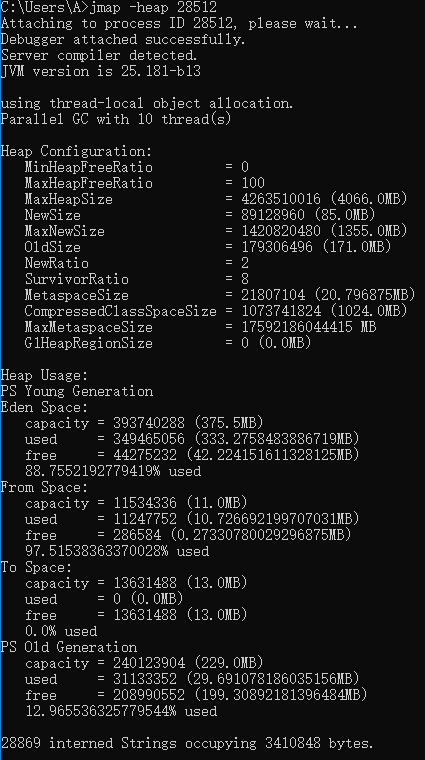 C:\Users\A>jmap -heap 28512
Attaching to process ID 28512, please wait...
Debugger attached successfully.
Server compiler detected.
JVM version is 25.181-b13

using thread-local object allocation.
Parallel GC with 10 thread(s)

Heap Configuration:
   MinHeapFreeRatio         = 0
   MaxHeapFreeRatio         = 100
   MaxHeapSize              = 4263510016 (4066.0MB)
   NewSize                  = 89128960 (85.0MB)
   MaxNewSize               = 1420820480 (1355.0MB)
   OldSize                  = 179306496 (171.0MB)
   NewRatio                 = 2
   SurvivorRatio            = 8
   MetaspaceSize            = 21807104 (20.796875MB)
   CompressedClassSpaceSize = 1073741824 (1024.0MB)
   MaxMetaspaceSize         = 17592186044415 MB
   G1HeapRegionSize         = 0 (0.0MB)

Heap Usage:
PS Young Generation
Eden Space:
   capacity = 393740288 (375.5MB)
   used     = 349465056 (333.2758483886719MB)
   free     = 44275232 (42.224151611328125MB)
   88.7552192779419% used
From Space:
   capacity = 11534336 (11.0MB)
   used     = 11247752 (10.726692199707031MB)
   free     = 286584 (0.27330780029296875MB)
   97.51538363370028% used
To Space:
   capacity = 13631488 (13.0MB)
   used     = 0 (0.0MB)
   free     = 13631488 (13.0MB)
   0.0% used
PS Old Generation
   capacity = 240123904 (229.0MB)
   used     = 31133352 (29.691078186035156MB)
   free     = 208990552 (199.30892181396484MB)
   12.965536325779544% used

28869 interned Strings occupying 3410848 bytes.